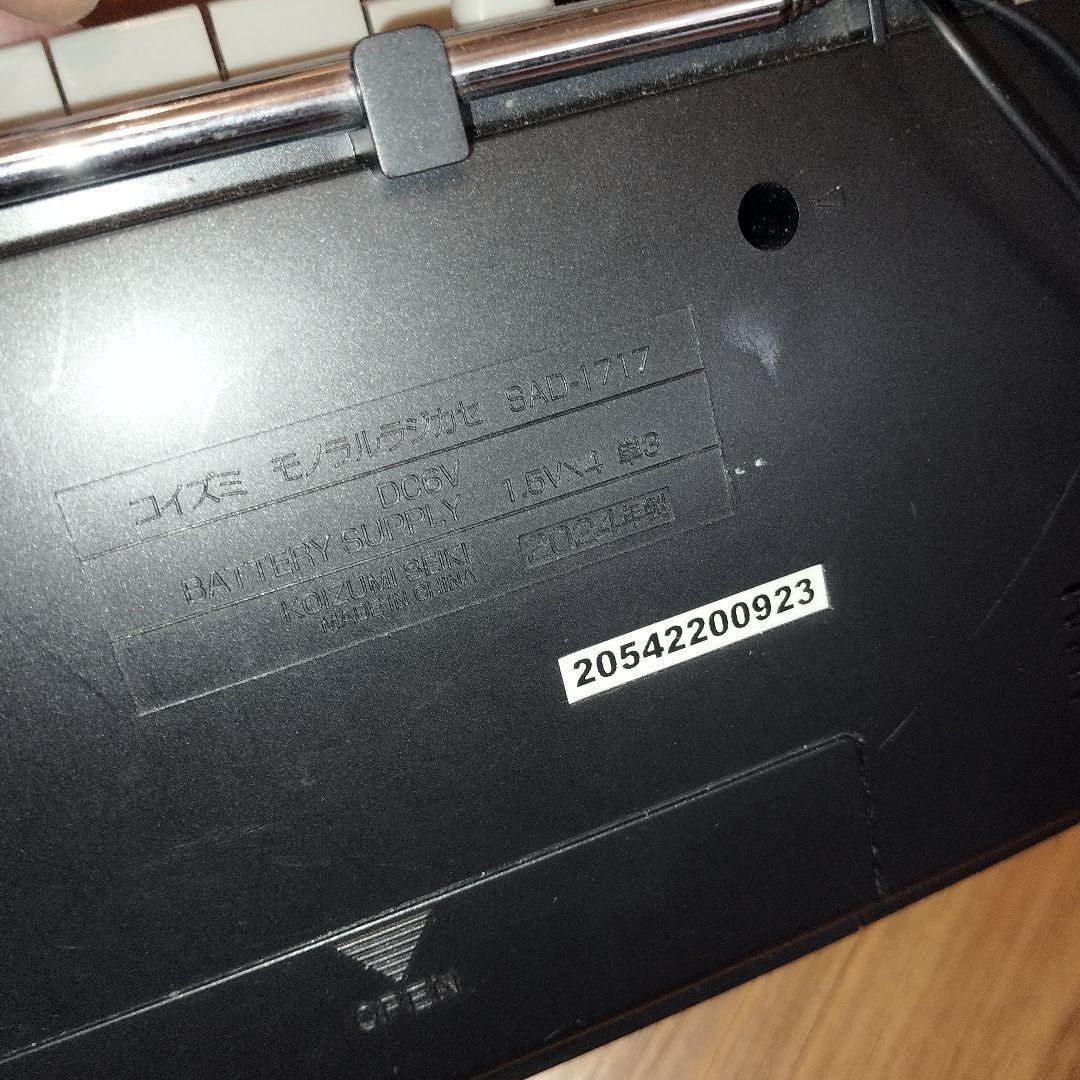 コイズミ モノラルラジカセ SAD-1717
DC6V
BATTERY SUPPLY 1.5V×4 単3
KOIZUMI SEIKI 2024年製
MADE IN CHINA
20542200923
OPEN